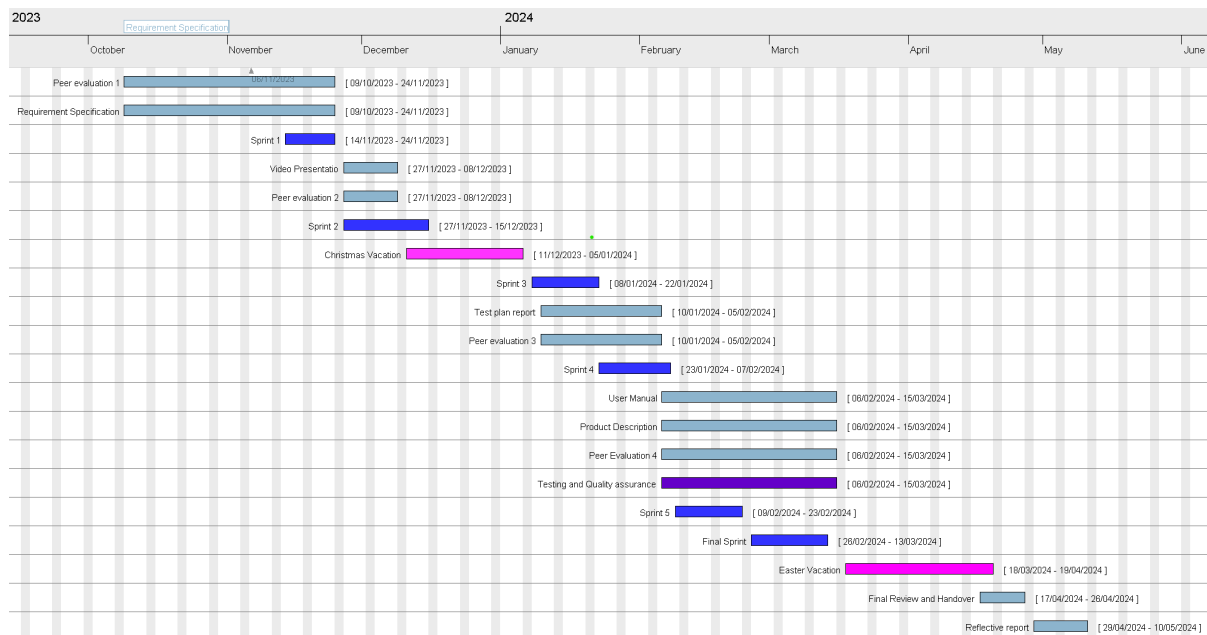 2023 2024
Requirement Specification
October November December January February March April May June
06/11/2023
Peer evaluation 1 [ 09/10/2023 - 24/11/2023 ]
Requirement Specification [ 09/10/2023 - 24/11/2023 ]
Sprint 1 [ 14/11/2023 - 24/11/2023 ]
Video Presentatio [ 27/11/2023 - 08/12/2023 ]
Peer evaluation 2 [ 27/11/2023 - 08/12/2023 ]
Sprint 2 [ 27/11/2023 - 15/12/2023 ]
Christmas Vacation [ 11/12/2023 - 05/01/2024 ]
Sprint 3 [ 08/01/2024 - 22/01/2024 ]
Test plan report [ 10/01/2024 - 05/02/2024 ]
Peer evaluation 3 [ 10/01/2024 - 05/02/2024 ]
Sprint 4 [ 23/01/2024 - 07/02/2024 ]
User Manual [ 06/02/2024 - 15/03/2024 ]
Product Description [ 06/02/2024 - 15/03/2024 ]
Peer Evaluation 4 [ 06/02/2024 - 15/03/2024 ]
Testing and Quality assurance [ 06/02/2024 - 15/03/2024 ]
Sprint 5 [ 09/02/2024 - 23/02/2024 ]
Final Sprint [ 26/02/2024 - 13/03/2024 ]
Easter Vacation [ 18/03/2024 - 19/04/2024 ]
Final Review and Handover [ 17/04/2024 - 26/04/2024 ]
Reflective report [ 29/04/2024 - 10/05/2024 ]